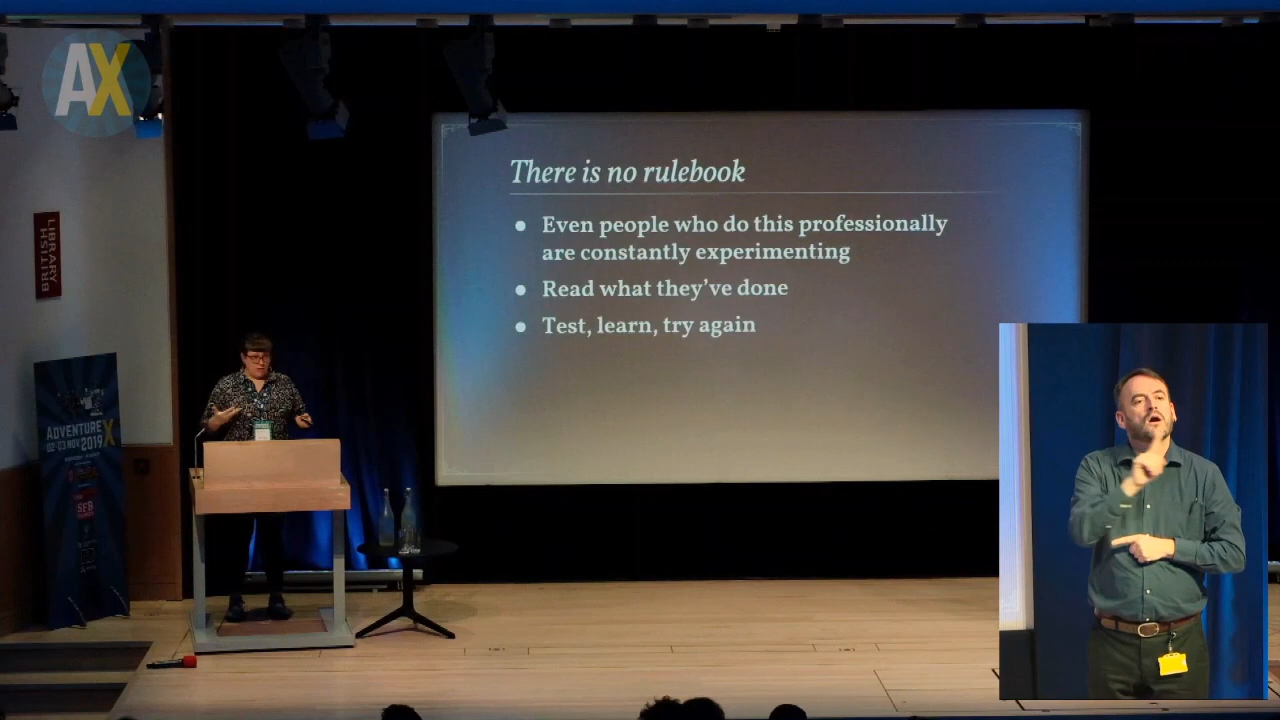 AX
There is no rulebook
● Even people who do this professionally
are constantly experimenting
● Read what they’ve done
● Test, learn, try again
LIBRARY
BRITISH
ADVENTURE X
02-03 NOV 2019
SFB